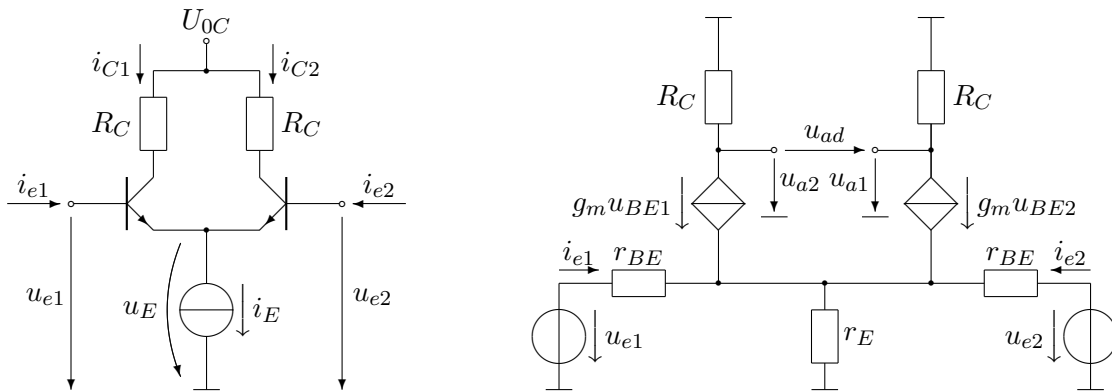 U_{0C}
i_{C1}
i_{C2}
R_C
R_C
i_{e1}
i_{e2}
u_{e1}
u_E
i_E
u_{e2}
R_C
R_C
u_{ad}
u_{a2}
u_{a1}
g_m u_{BE1}
g_m u_{BE2}
i_{e1}
r_{BE}
r_{BE}
i_{e2}
u_{e1}
r_E
u_{e2}